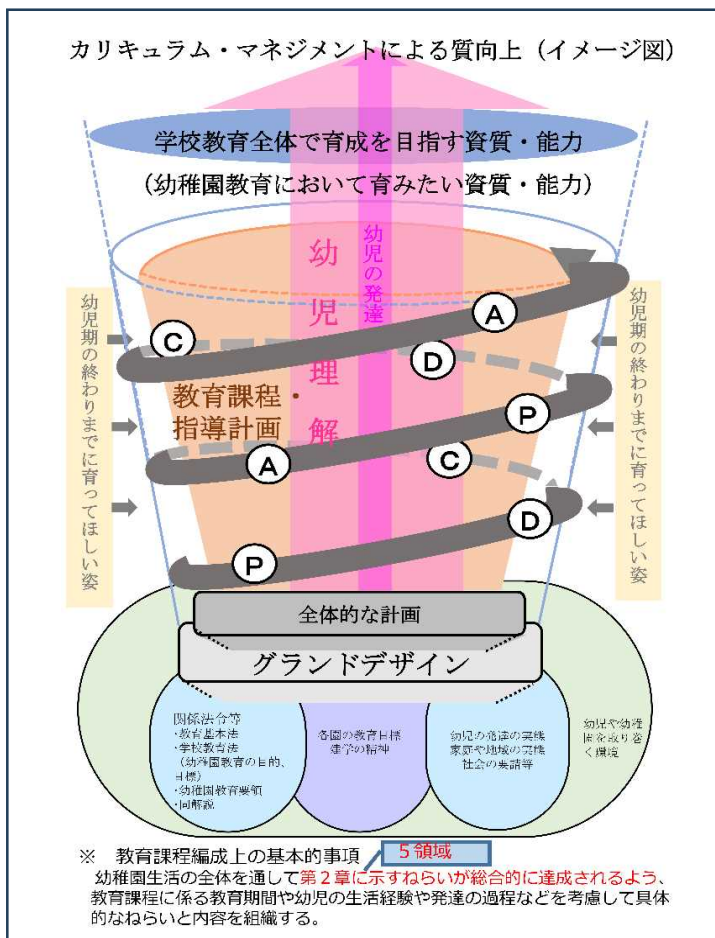 カリキュラム・マネジメントによる質向上（イメージ図）
学校教育全体で育成を目指す資質・能力
（幼稚園教育において育みたい資質・能力）
幼児理解
幼児の発達
幼児期の終わりまでに育ってほしい姿
幼児期の終わりまでに育ってほしい姿
A
C
D
教育課程・
指導計画
P
A
C
D
P
全体的な計画
グランドデザイン
関係法令等
・教育基本法
・学校教育法
（幼稚園教育の目的、
目標）
・幼稚園教育要領
・同解説
各園の教育目標
建学の精神
幼児の発達の実態
家庭や地域の実態
社会の要請等
幼児や幼稚
園を取り巻
く環境
※　教育課程編成上の基本的事項
５領域
幼稚園生活の全体を通して第２章に示すねらいが総合的に達成されるよう、
教育課程に係る教育期間や幼児の生活経験や発達の過程などを考慮して具体
的なねらいと内容を組織する。